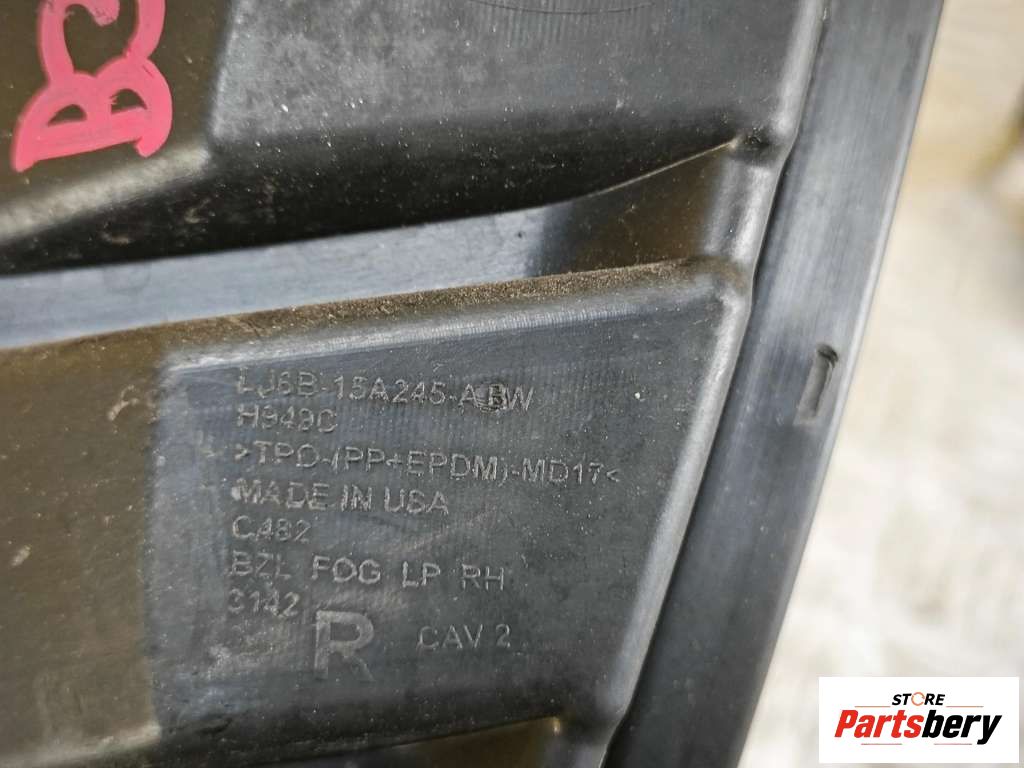 BC
LJ6B-15A245-ABW
H949C
>TPO-(PP+EPDM)-MD17<
MADE IN USA
C482
BZL FOG LP RH
3142
R CAV 2
STORE
Partsbery